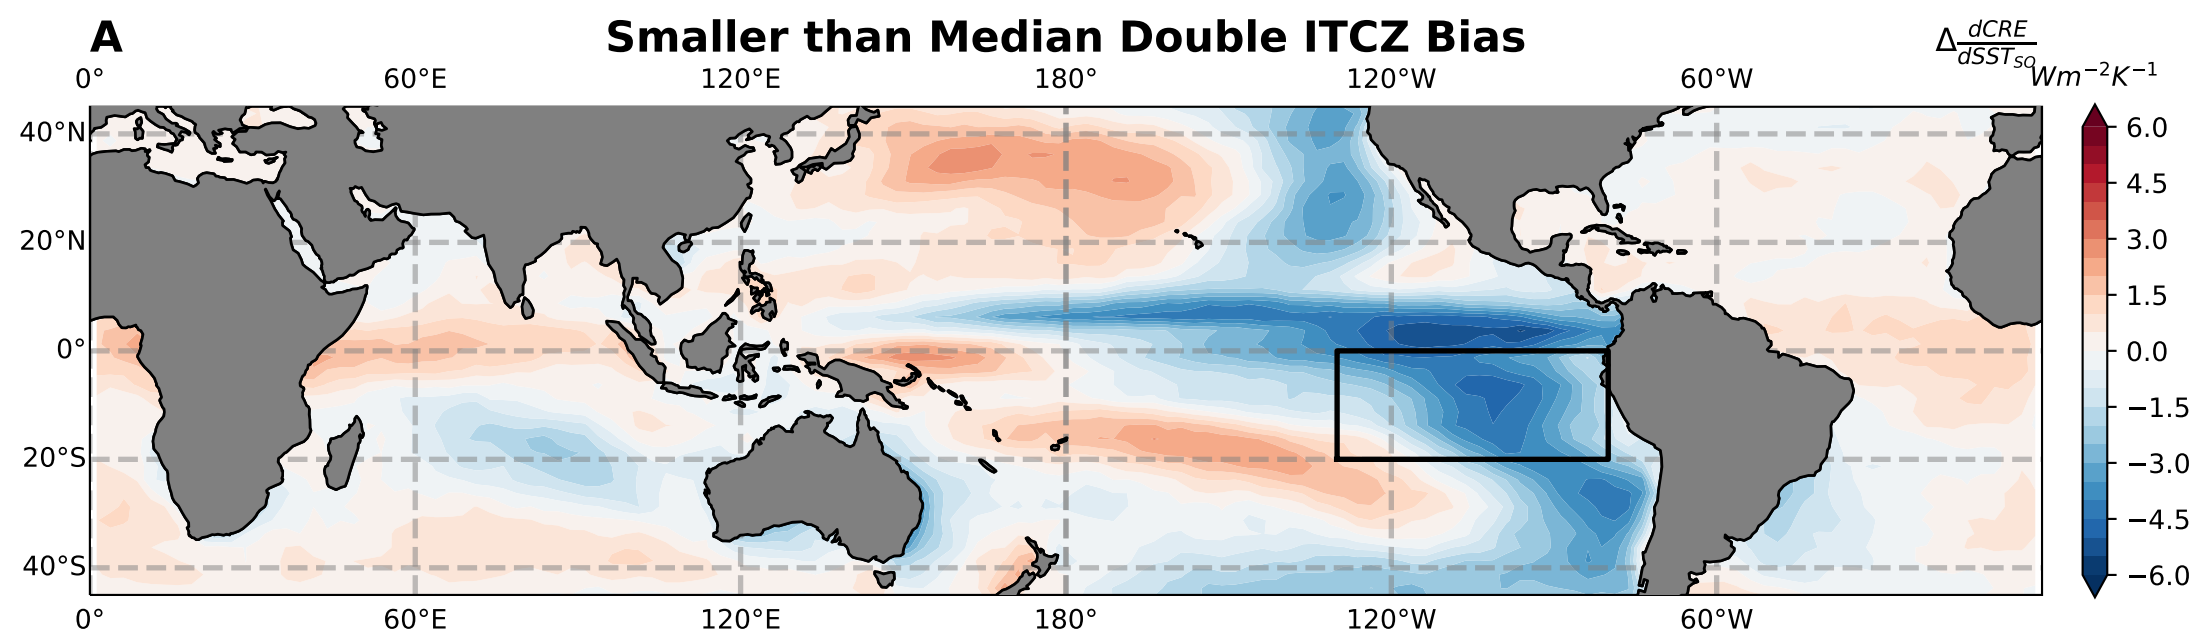 A Smaller than Median Double ITCZ Bias
Δ dCRE/dSST_SO
Wm⁻²K⁻¹
0° 60°E 120°E 180° 120°W 60°W
40°N
20°N
0°
20°S
40°S
0° 60°E 120°E 180° 120°W 60°W
6.0
4.5
3.0
1.5
0.0
−1.5
−3.0
−4.5
−6.0